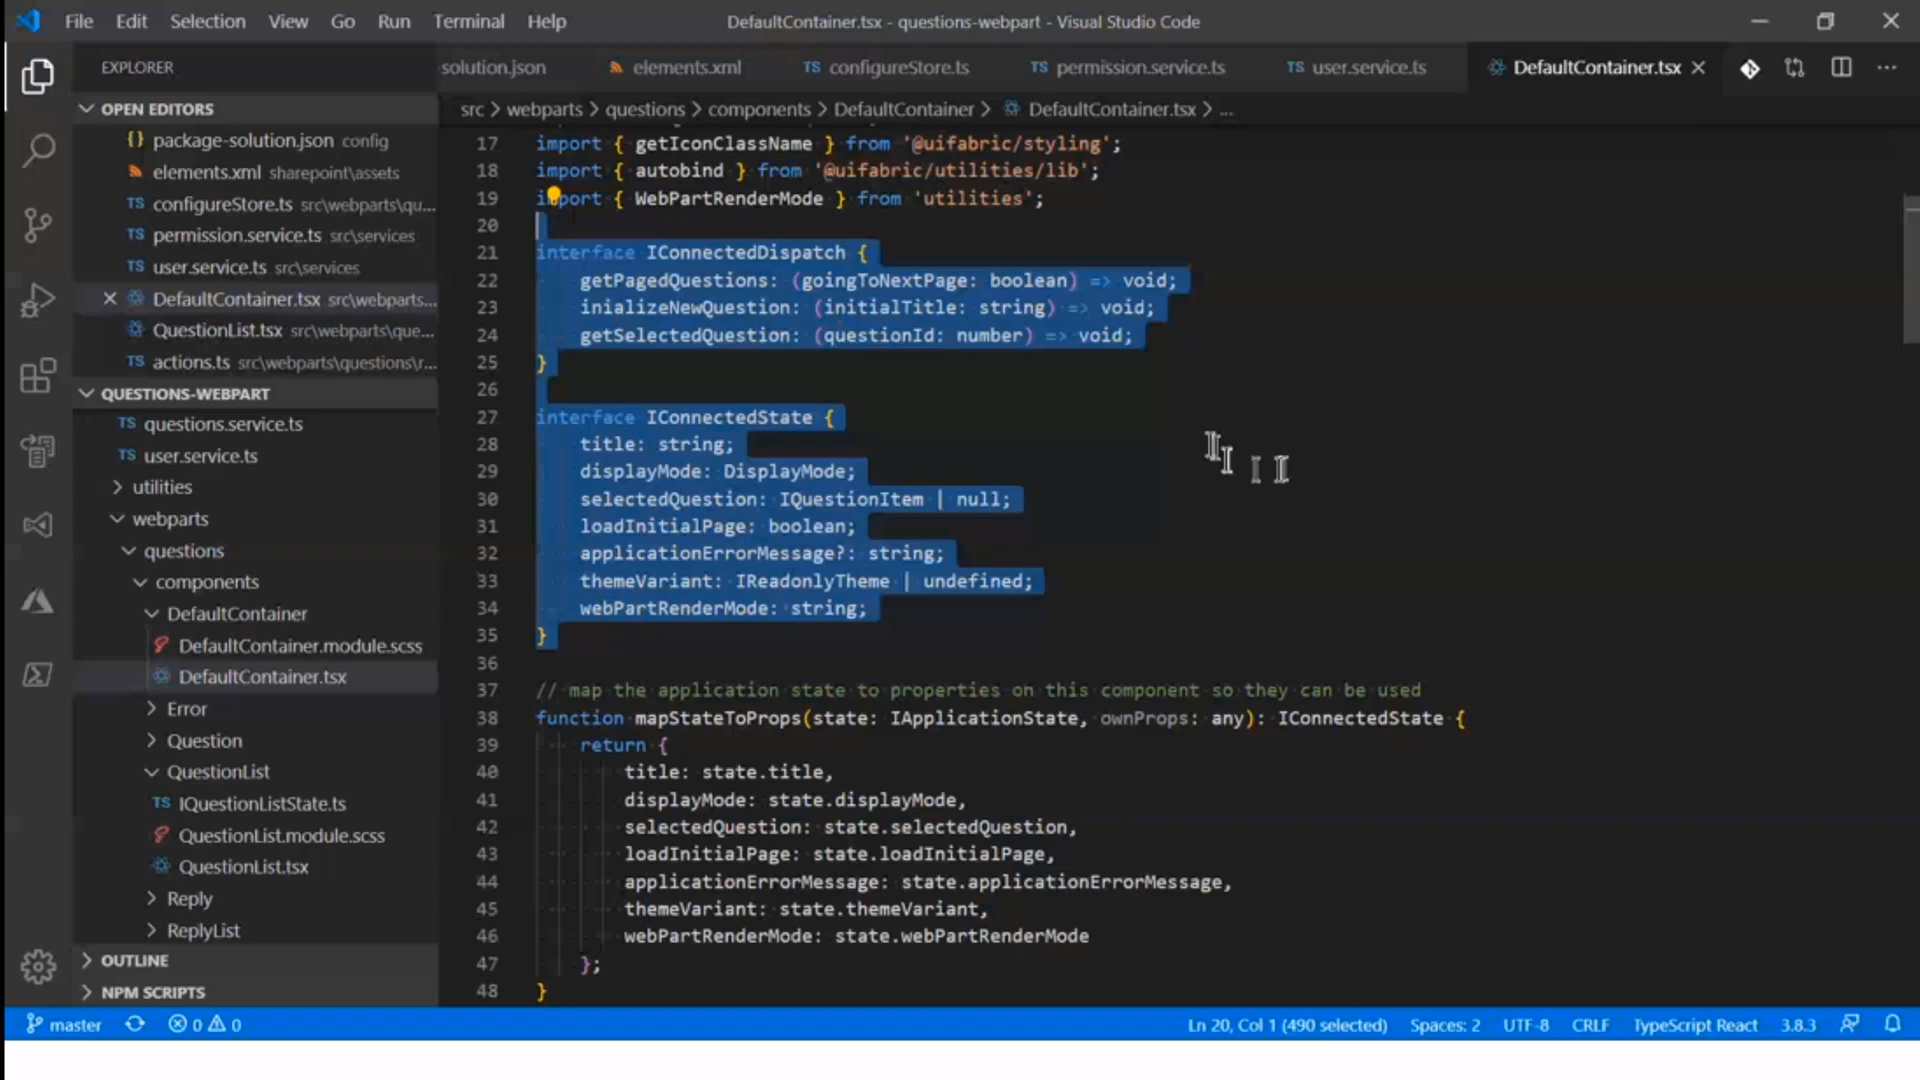 File Edit Selection View Go Run Terminal Help
DefaultContainer.tsx - questions-webpart - Visual Studio Code
EXPLORER
OPEN EDITORS
{} package-solution.json config
elements.xml sharepoint\assets
TS configureStore.ts src\webparts\qu...
TS permission.service.ts src\services
TS user.service.ts src\services
DefaultContainer.tsx src\webparts...
QuestionList.tsx src\webparts\que...
TS actions.ts src\webparts\questions\r...
QUESTIONS-WEBPART
TS questions.service.ts
TS user.service.ts
utilities
webparts
questions
components
DefaultContainer
DefaultContainer.module.scss
DefaultContainer.tsx
Error
Question
QuestionList
TS IQuestionListState.ts
QuestionList.module.scss
QuestionList.tsx
Reply
ReplyList
OUTLINE
NPM SCRIPTS
solution.json
elements.xml
TS configureStore.ts
TS permission.service.ts
TS user.service.ts
DefaultContainer.tsx
src > webparts > questions > components > DefaultContainer > DefaultContainer.tsx > ...
17 import { getIconClassName } from '@uifabric/styling';
18 import { autobind } from '@uifabric/utilities/lib';
19 import { WebPartRenderMode } from 'utilities';
20
21 interface IConnectedDispatch {
22 getPagedQuestions: (goingToNextPage: boolean) => void;
23 inializeNewQuestion: (initialTitle: string) => void;
24 getSelectedQuestion: (questionId: number) => void;
25 }
26
27 interface IConnectedState {
28 title: string;
29 displayMode: DisplayMode;
30 selectedQuestion: IQuestionItem | null;
31 loadInitialPage: boolean;
32 applicationErrorMessage?: string;
33 themeVariant: IReadonlyTheme | undefined;
34 webPartRenderMode: string;
35 }
36
37 // map the application state to properties on this component so they can be used
38 function mapStateToProps(state: IApplicationState, ownProps: any): IConnectedState {
39 return {
40 title: state.title,
41 displayMode: state.displayMode,
42 selectedQuestion: state.selectedQuestion,
43 loadInitialPage: state.loadInitialPage,
44 applicationErrorMessage: state.applicationErrorMessage,
45 themeVariant: state.themeVariant,
46 webPartRenderMode: state.webPartRenderMode
47 };
48 }
master 0 0 Ln 20, Col 1 (490 selected) Spaces: 2 UTF-8 CRLF TypeScript React 3.8.3